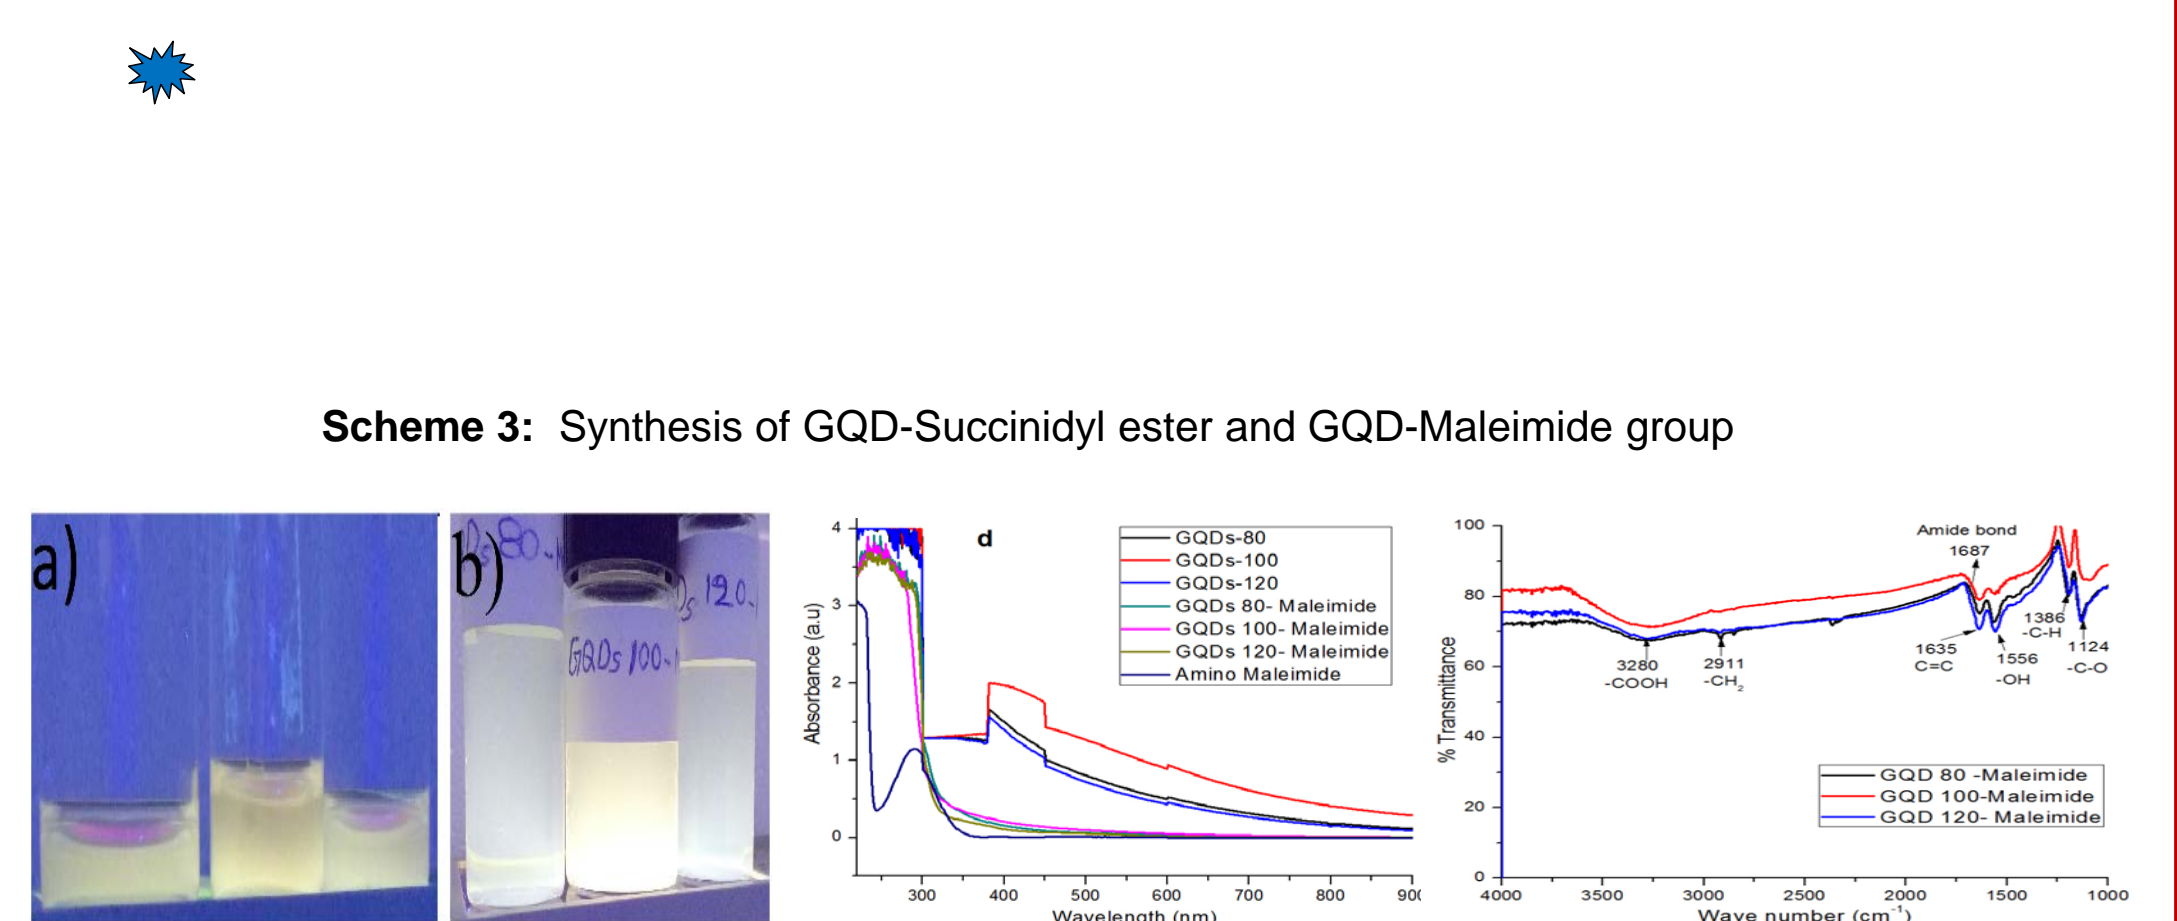 Scheme 3: Synthesis of GQD-Succinidyl ester and GQD-Maleimide group
a)
b)
Ds 80-
GQDs 100-
Ds 120-
d
GQDs-80
GQDs-100
GQDs-120
GQDs 80- Maleimide
GQDs 100- Maleimide
GQDs 120- Maleimide
Amino Maleimide
Absorbance (a.u)
4
3
2
1
0
300 400 500 600 700 800 900
Wavelength (nm)
% Transmittance
100
80
60
40
20
0
Amide bond
1687
3280
-COOH
2911
-CH2
1635
C=C
1556
-OH
1386
-C-H
1124
-C-O
GQD 80 -Maleimide
GQD 100-Maleimide
GQD 120- Maleimide
4000 3500 3000 2500 2000 1500 1000
Wave number (cm-1)